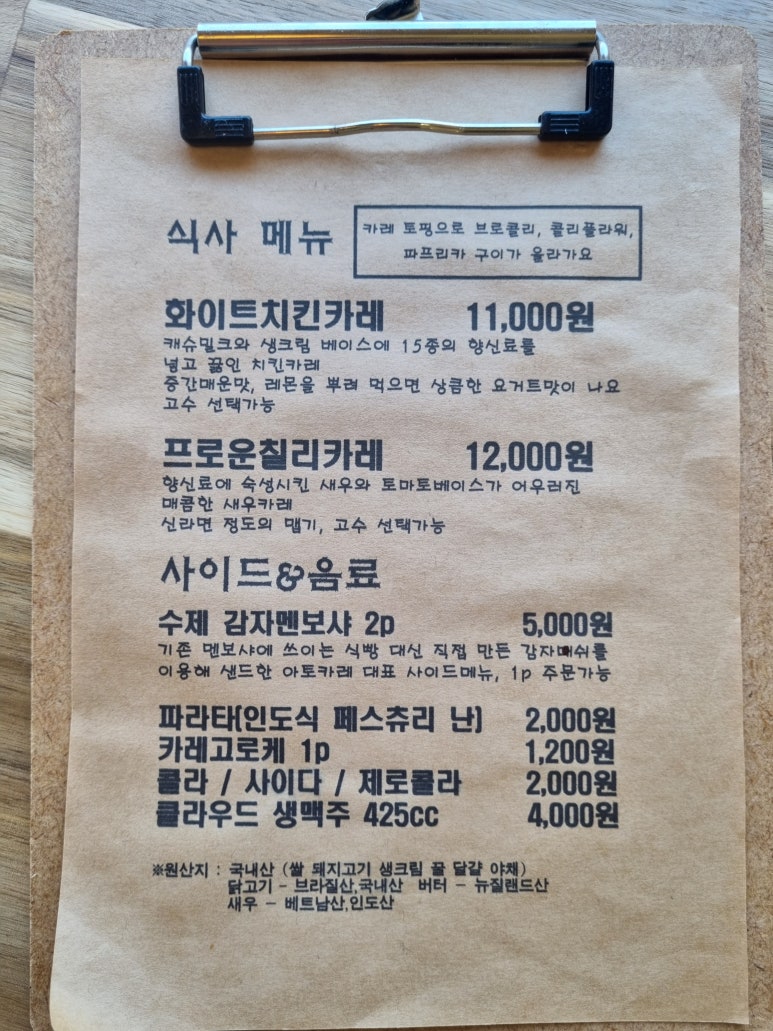 식사 메뉴
카레 토핑으로 브로콜리, 콜리플라워,
파프리카 구이가 올라가요
화이트치킨카레 11,000원
캐슈밀크와 생크림 베이스에 15종의 향신료를
넣고 끓인 치킨카레
중간매운맛, 레몬을 뿌려 먹으면 상큼한 요거트맛이 나요
고수 선택가능
프로운칠리카레 12,000원
향신료에 숙성시킨 새우와 토마토베이스가 어우러진
매콤한 새우카레
신라면 정도의 맵기, 고수 선택가능
사이드&음료
수제 감자멘보샤 2p 5,000원
기존 멘보샤에 쓰이는 식빵 대신 직접 만든 감자매쉬를
이용해 샌드한 아토카레 대표 사이드메뉴, 1p 주문가능
파라타(인도식 페스츄리 난) 2,000원
카레고로케 1p 1,200원
콜라 / 사이다 / 제로콜라 2,000원
클라우드 생맥주 425cc 4,000원
※원산지 : 국내산 (쌀 돼지고기 생크림 꿀 달걀 야채)
닭고기 - 브라질산,국내산 버터 - 뉴질랜드산
새우 - 베트남산,인도산